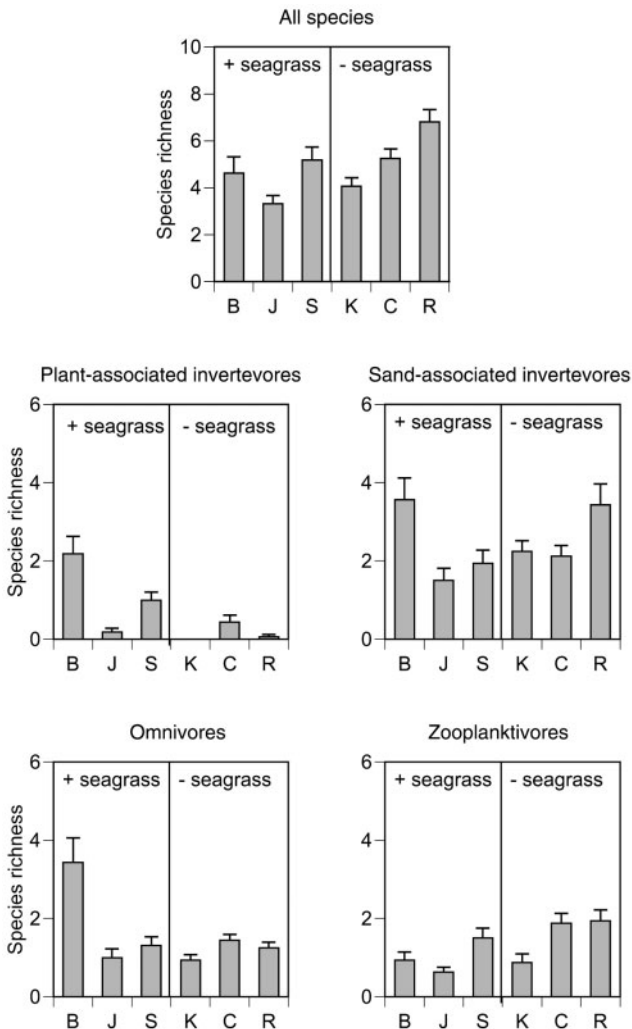 All species
10
8
6
4
2
0
Species richness
+ seagrass - seagrass
B J S K C R
Plant-associated invertevores
6
4
2
0
Species richness
+ seagrass - seagrass
B J S K C R
Sand-associated invertevores
6
4
2
0
+ seagrass - seagrass
B J S K C R
Omnivores
6
4
2
0
Species richness
+ seagrass - seagrass
B J S K C R
Zooplanktivores
6
4
2
0
+ seagrass - seagrass
B J S K C R